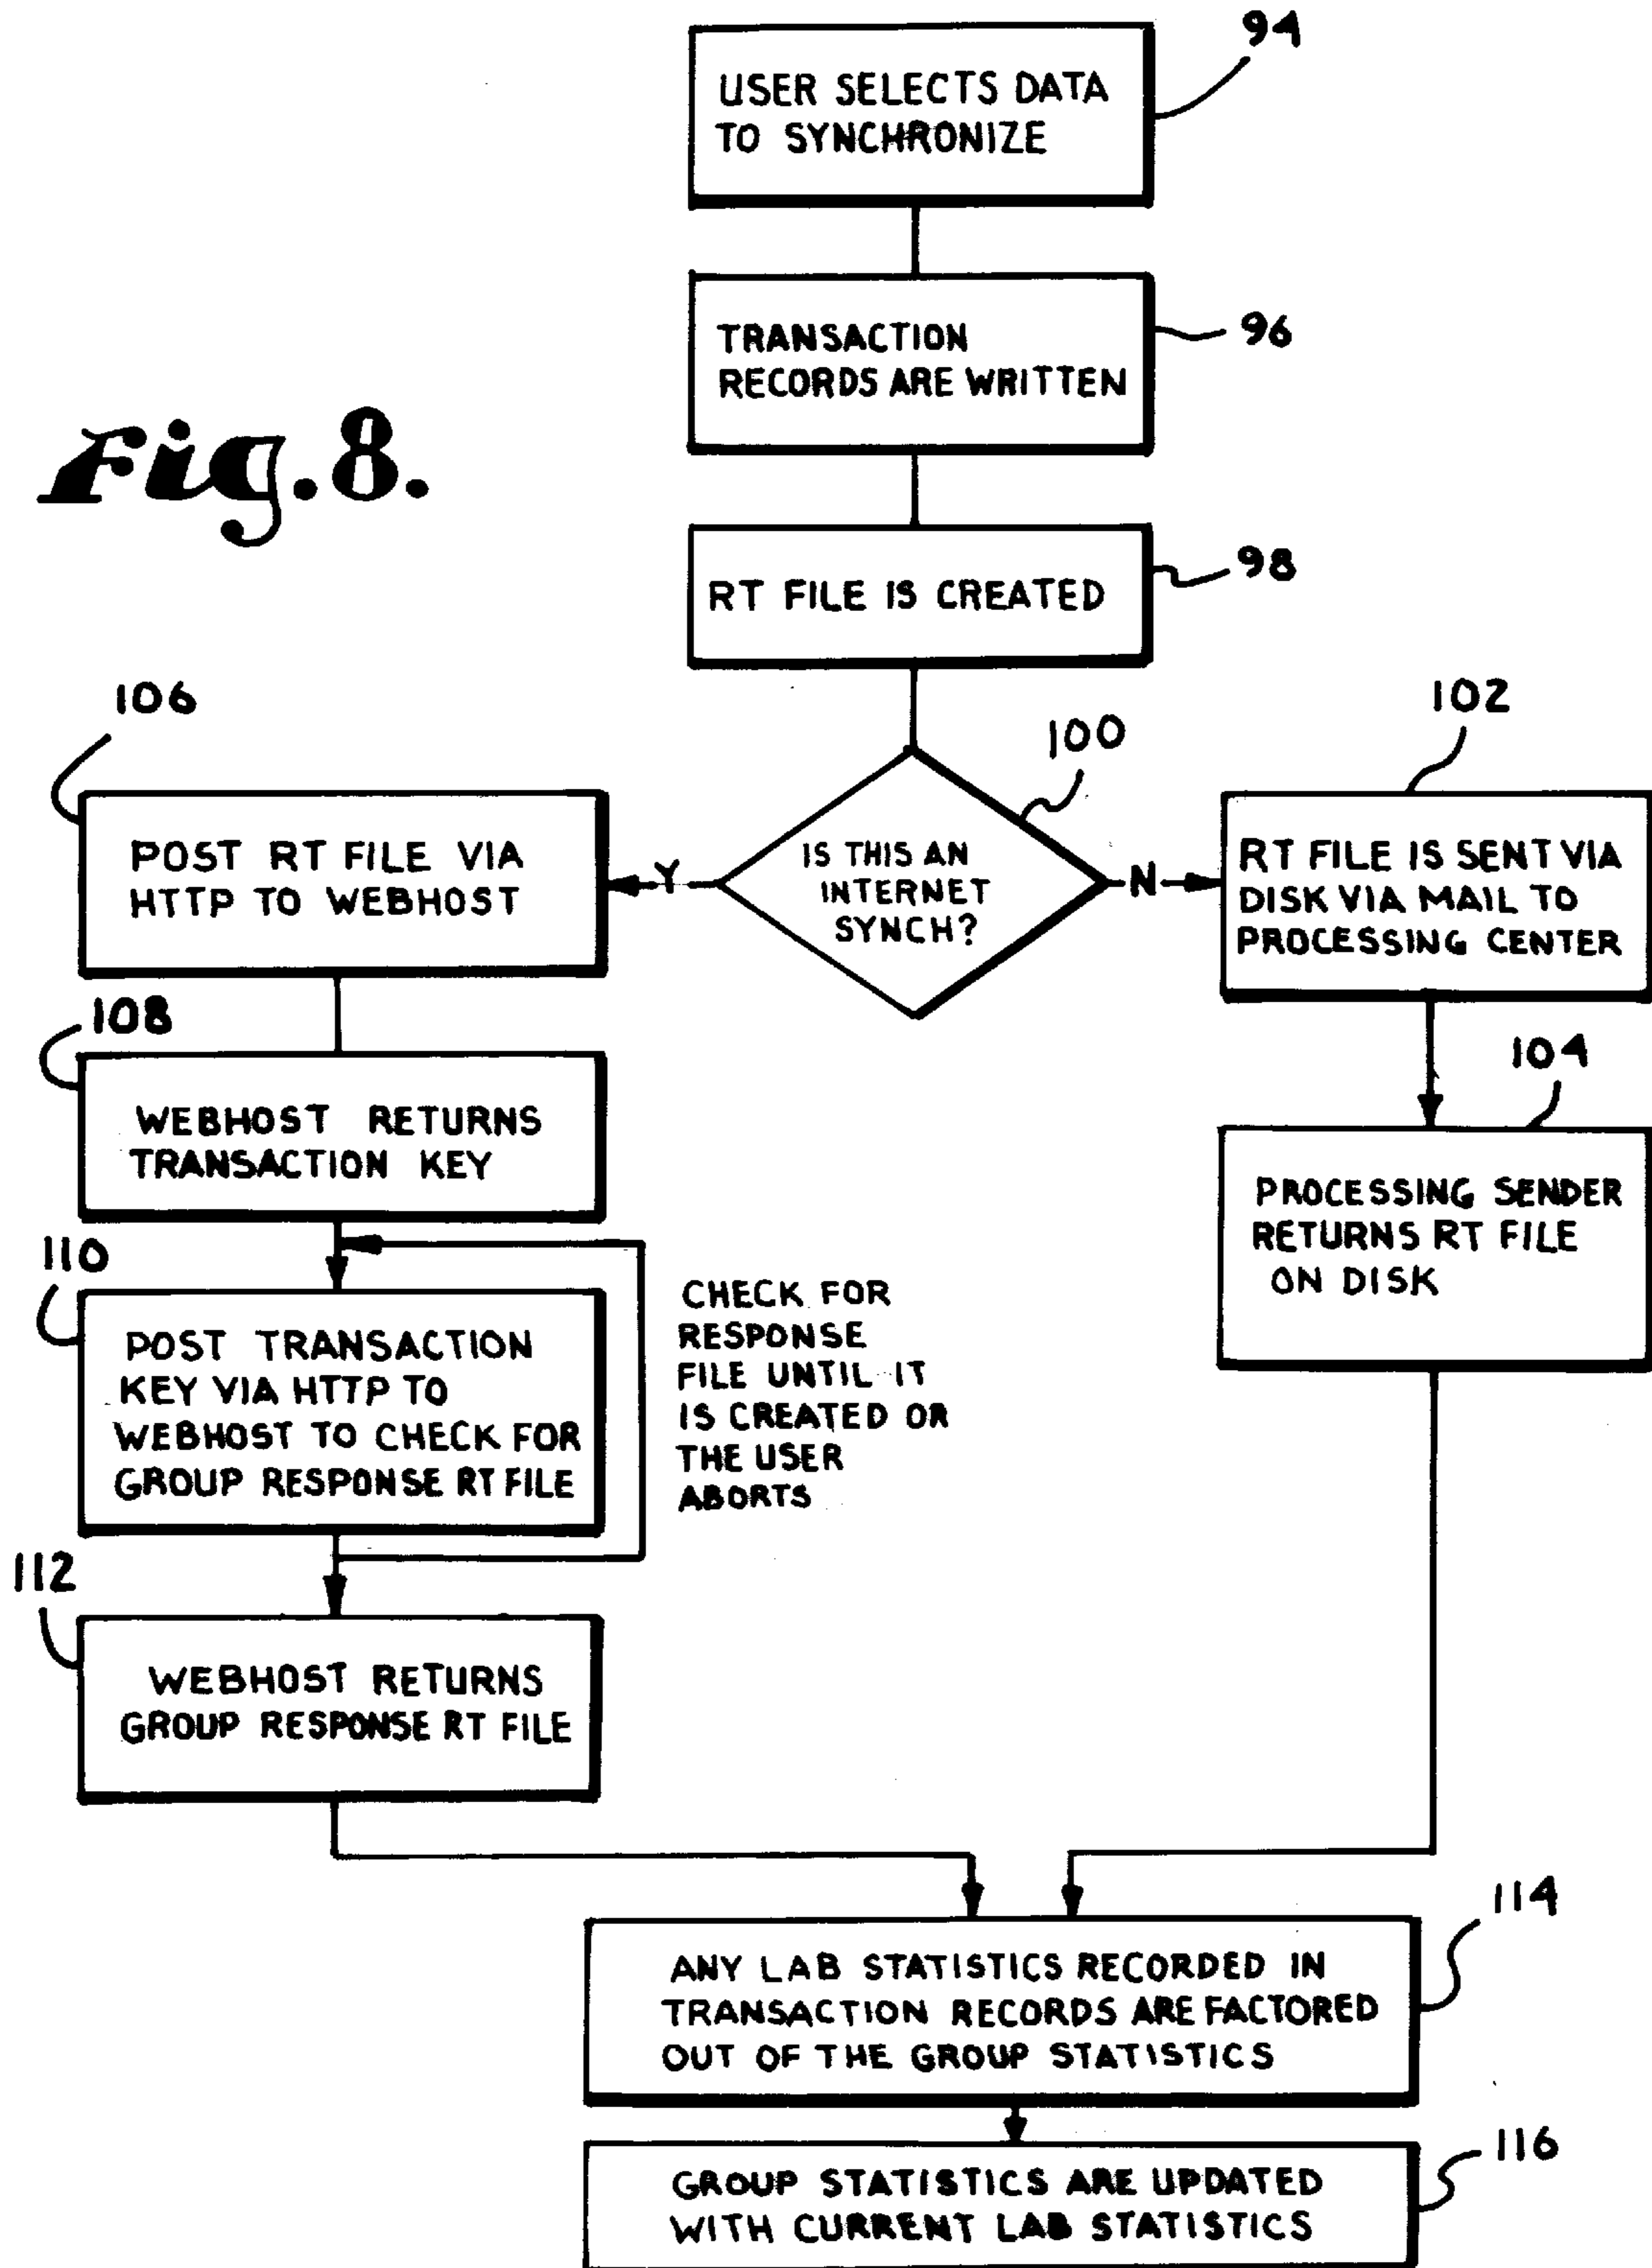 94
USER SELECTS DATA
TO SYNCHRONIZE
96
TRANSACTION
RECORDS ARE WRITTEN
Fig.8.
98
RT FILE IS CREATED
106
POST RT FILE VIA
HTTP TO WEBHOST
Y
100
IS THIS AN
INTERNET
SYNCH?
N
102
RT FILE IS SENT VIA
DISK VIA MAIL TO
PROCESSING CENTER
108
WEBHOST RETURNS
TRANSACTION KEY
104
PROCESSING SENDER
RETURNS RT FILE
ON DISK
110
POST TRANSACTION
KEY VIA HTTP TO
WEBHOST TO CHECK FOR
GROUP RESPONSE RT FILE
CHECK FOR
RESPONSE
FILE UNTIL IT
IS CREATED OR
THE USER
ABORTS
112
WEBHOST RETURNS
GROUP RESPONSE RT FILE
114
ANY LAB STATISTICS RECORDED IN
TRANSACTION RECORDS ARE FACTORED
OUT OF THE GROUP STATISTICS
116
GROUP STATISTICS ARE UPDATED
WITH CURRENT LAB STATISTICS